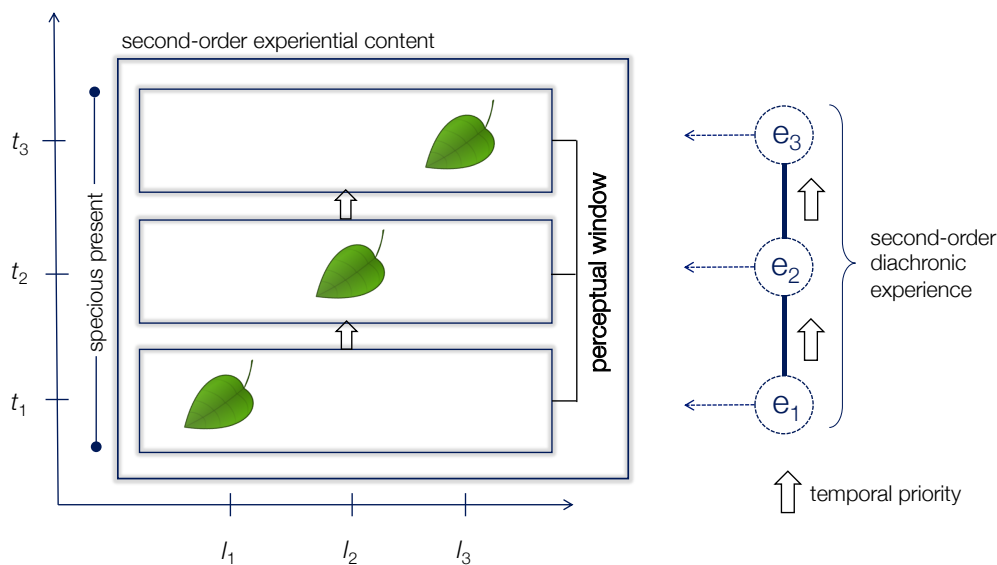 second-order experiential content
t3
t2
t1
specious present
perceptual window
l1
l2
l3
e3
e2
e1
second-order
diachronic
experience
temporal priority